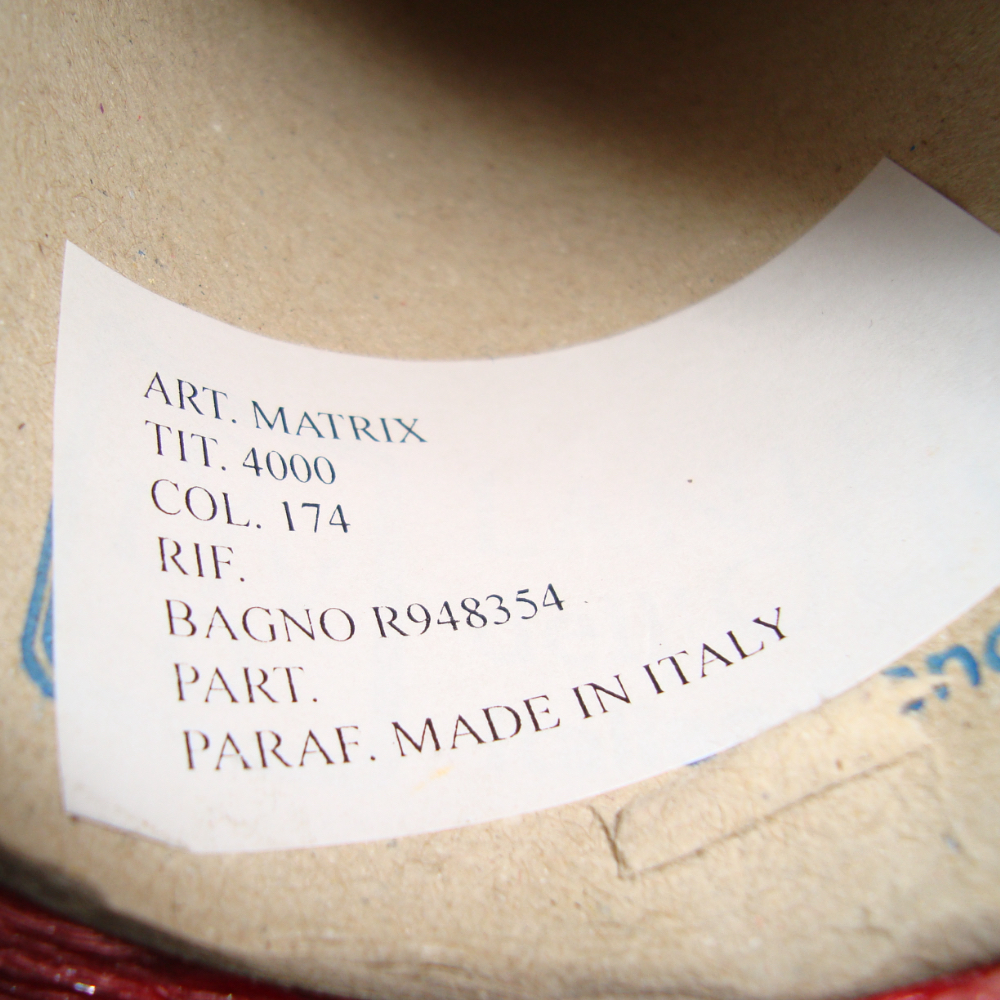 ART. MATRIX
TIT. 4000
COL. 174
RIF.
BAGNO R948354
PART.
PARAF. MADE IN ITALY